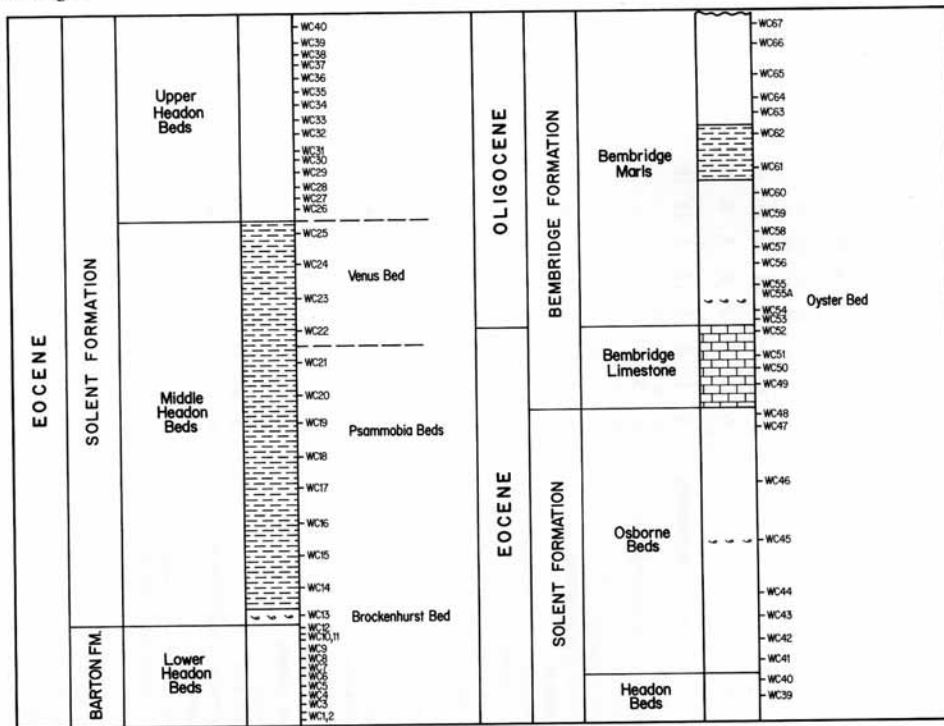 EOCENE
SOLENT FORMATION
BARTON FM.
Upper
Headon
Beds
Middle
Headon
Beds
Lower
Headon
Beds
WC40
WC39
WC38
WC37
WC36
WC35
WC34
WC33
WC32
WC31
WC30
WC29
WC28
WC27
WC26
WC25
WC24
WC23
WC22
WC21
WC20
WC19
WC18
WC17
WC16
WC15
WC14
WC13
WC12
WC10,11
WC9
WC8
WC7
WC6
WC5
WC4
WC3
WC1,2
Venus Bed
Psammobia Beds
Brockenhurst Bed
OLIGOCENE
EOCENE
BEMBRIDGE FORMATION
SOLENT FORMATION
Bembridge
Marls
Bembridge
Limestone
Osborne
Beds
Headon
Beds
WC67
WC66
WC65
WC64
WC63
WC62
WC61
WC60
WC59
WC58
WC57
WC56
WC55
WC55A
WC54
WC53
WC52
WC51
WC50
WC49
WC48
WC47
WC46
WC45
WC44
WC43
WC42
WC41
WC40
WC39
Oyster Bed